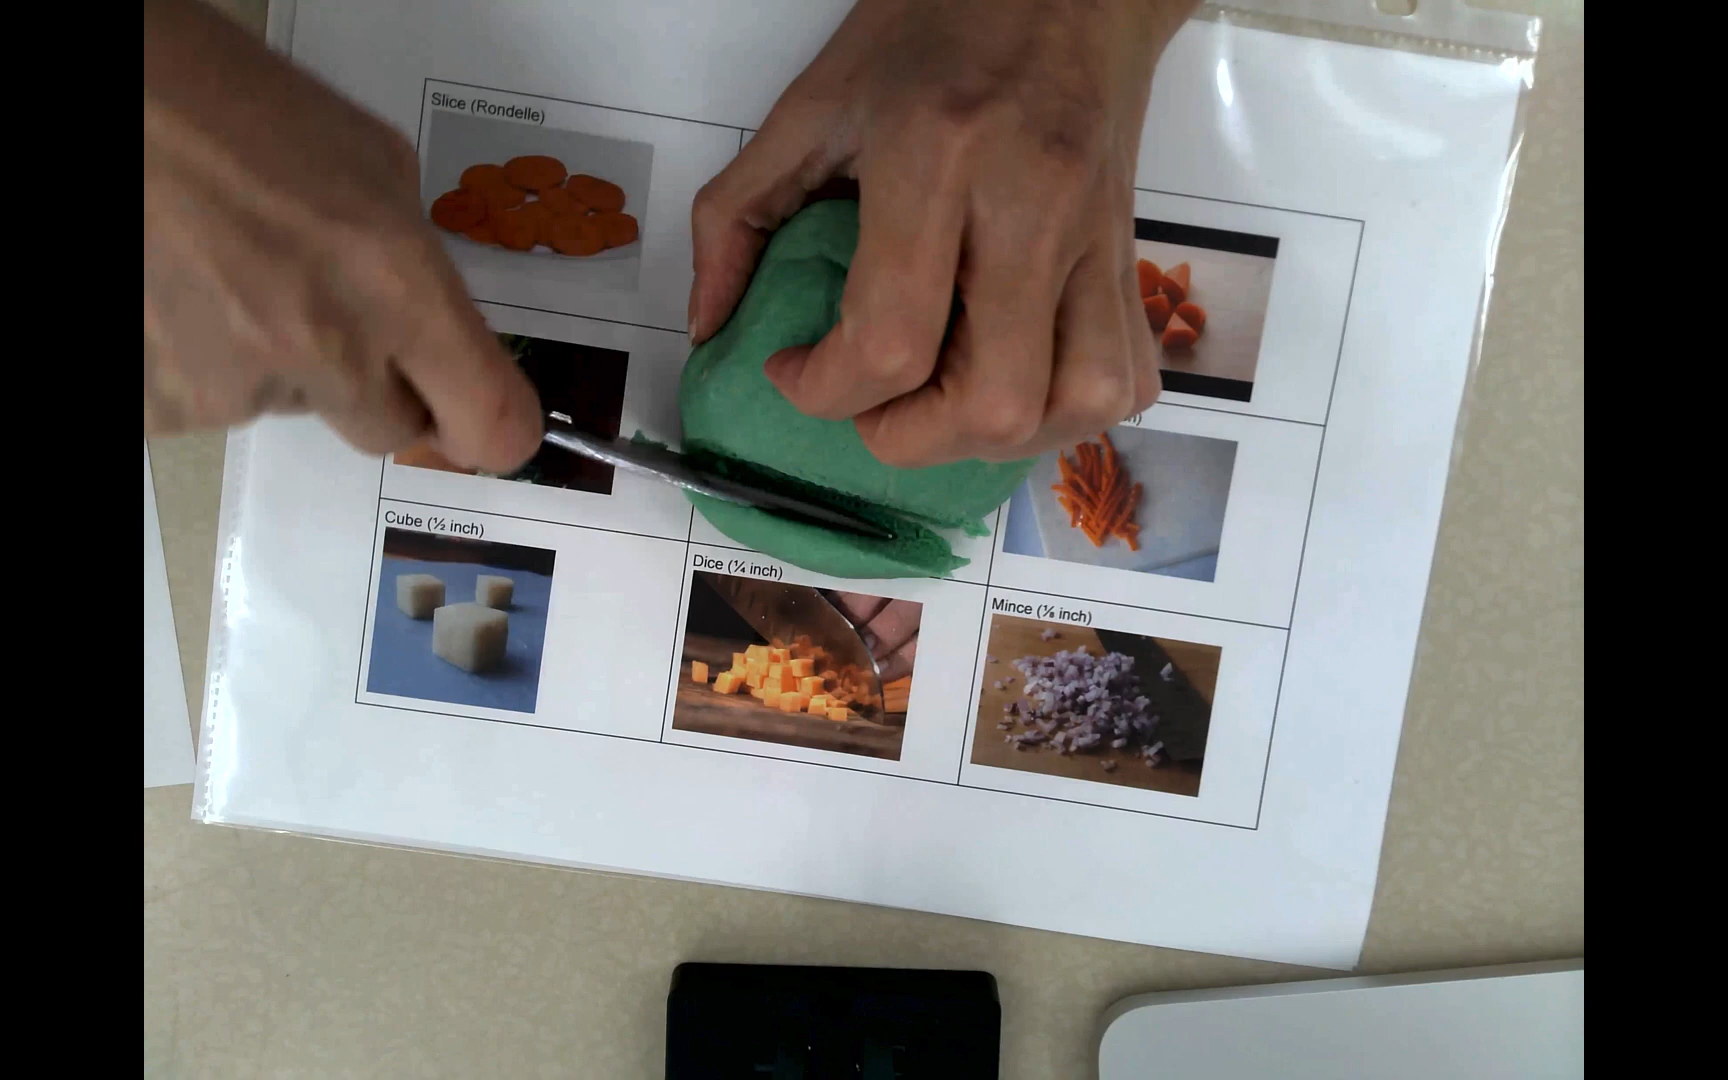 Slice (Rondelle)
Cube (½ inch)
Dice (¼ inch)
Mince (⅛ inch)